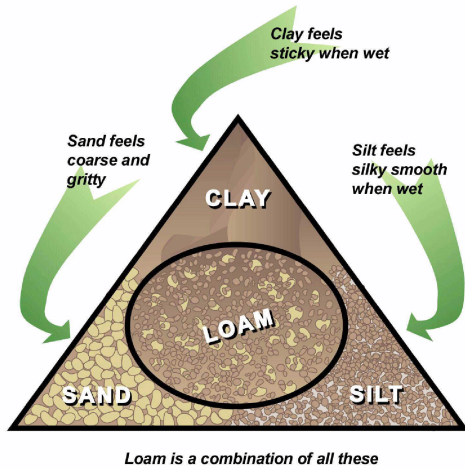 Clay feels
sticky when wet
Sand feels
coarse and
gritty
Silt feels
silky smooth
when wet
CLAY
LOAM
SAND
SILT
Loam is a combination of all these